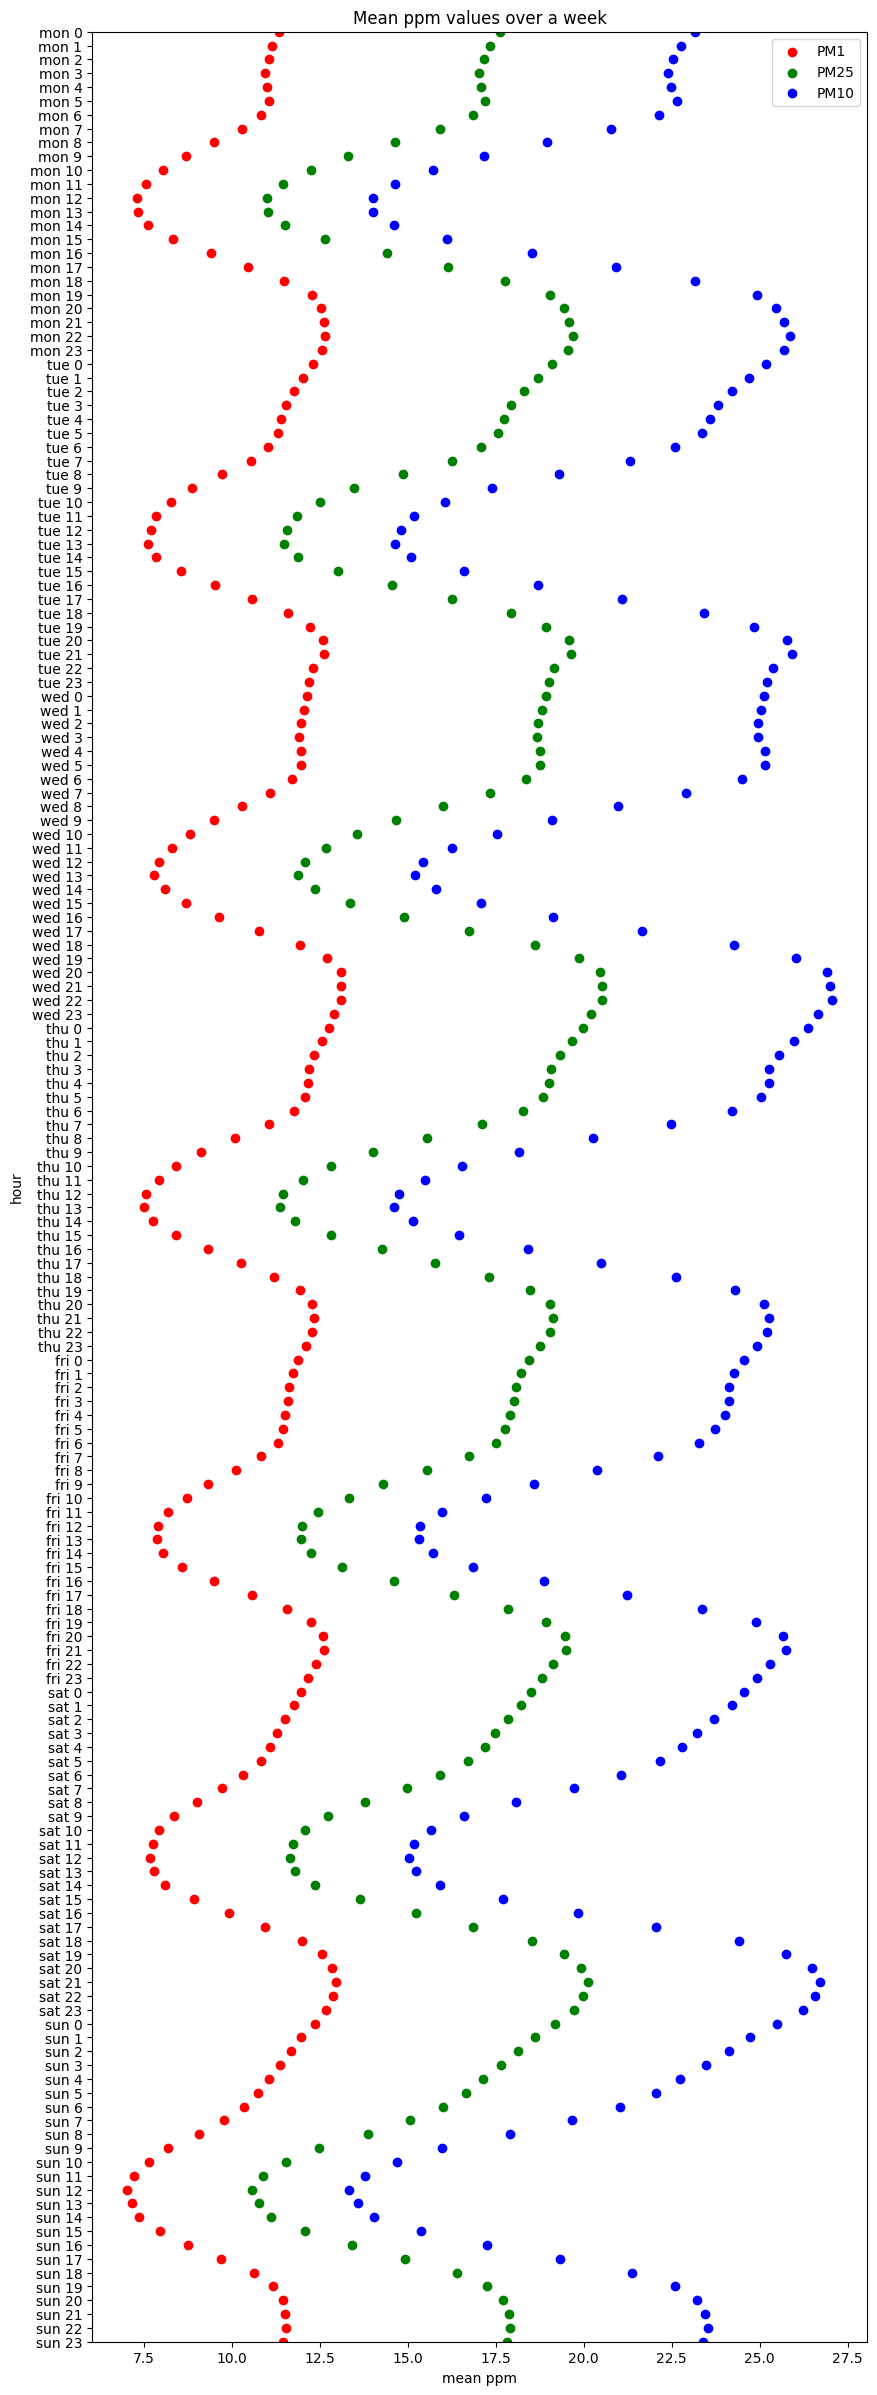 Mean ppm values over a week
PM1
PM25
PM10
mon 0
mon 1
mon 2
mon 3
mon 4
mon 5
mon 6
mon 7
mon 8
mon 9
mon 10
mon 11
mon 12
mon 13
mon 14
mon 15
mon 16
mon 17
mon 18
mon 19
mon 20
mon 21
mon 22
mon 23
tue 0
tue 1
tue 2
tue 3
tue 4
tue 5
tue 6
tue 7
tue 8
tue 9
tue 10
tue 11
tue 12
tue 13
tue 14
tue 15
tue 16
tue 17
tue 18
tue 19
tue 20
tue 21
tue 22
tue 23
wed 0
wed 1
wed 2
wed 3
wed 4
wed 5
wed 6
wed 7
wed 8
wed 9
wed 10
wed 11
wed 12
wed 13
wed 14
wed 15
wed 16
wed 17
wed 18
wed 19
wed 20
wed 21
wed 22
wed 23
thu 0
thu 1
thu 2
thu 3
thu 4
thu 5
thu 6
thu 7
thu 8
thu 9
thu 10
thu 11
thu 12
thu 13
thu 14
thu 15
thu 16
thu 17
thu 18
thu 19
thu 20
thu 21
thu 22
thu 23
fri 0
fri 1
fri 2
fri 3
fri 4
fri 5
fri 6
fri 7
fri 8
fri 9
fri 10
fri 11
fri 12
fri 13
fri 14
fri 15
fri 16
fri 17
fri 18
fri 19
fri 20
fri 21
fri 22
fri 23
sat 0
sat 1
sat 2
sat 3
sat 4
sat 5
sat 6
sat 7
sat 8
sat 9
sat 10
sat 11
sat 12
sat 13
sat 14
sat 15
sat 16
sat 17
sat 18
sat 19
sat 20
sat 21
sat 22
sat 23
sun 0
sun 1
sun 2
sun 3
sun 4
sun 5
sun 6
sun 7
sun 8
sun 9
sun 10
sun 11
sun 12
sun 13
sun 14
sun 15
sun 16
sun 17
sun 18
sun 19
sun 20
sun 21
sun 22
sun 23
hour
7.5 10.0 12.5 15.0 17.5 20.0 22.5 25.0 27.5
mean ppm